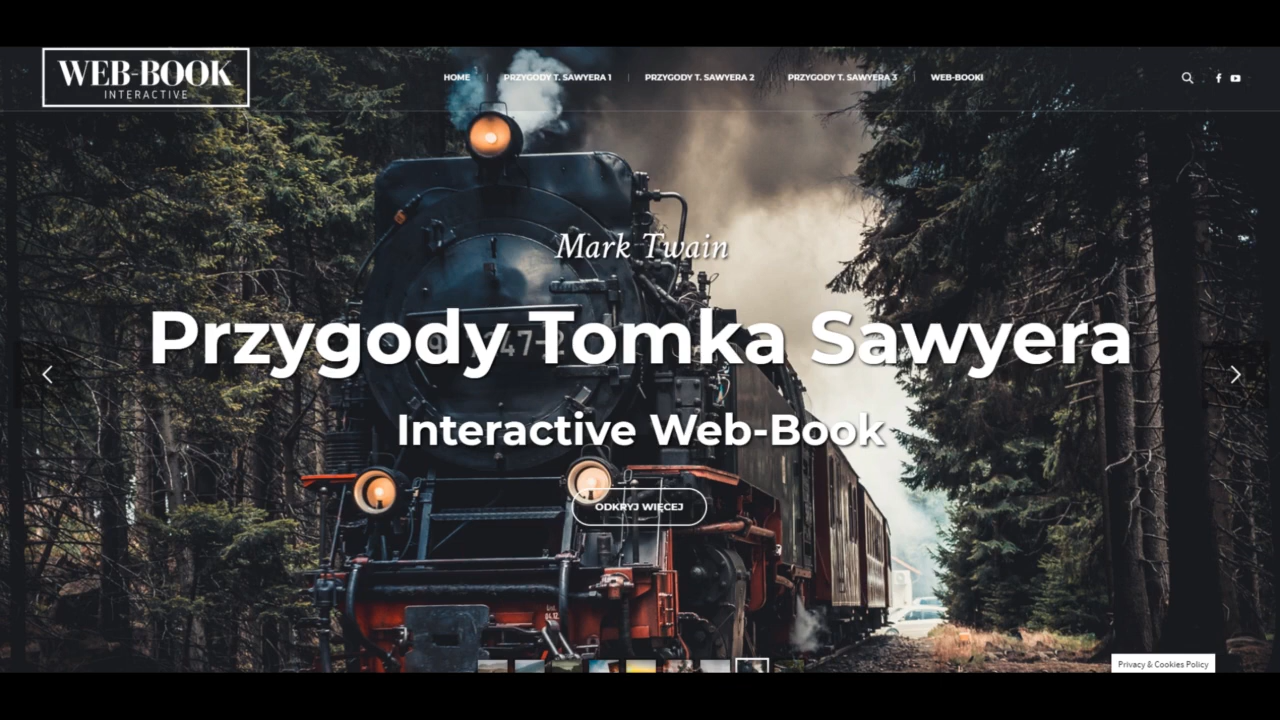 WEB-BOOK
INTERACTIVE
HOME
PRZYGODY T. SAWYERA 1
PRZYGODY T. SAWYERA 2
PRZYGODY T. SAWYERA 3
WEB-BOOKI
Mark Twain
Przygody Tomka Sawyera
Interactive Web-Book
ODKRYJ WIĘCEJ
Privacy & Cookies Policy